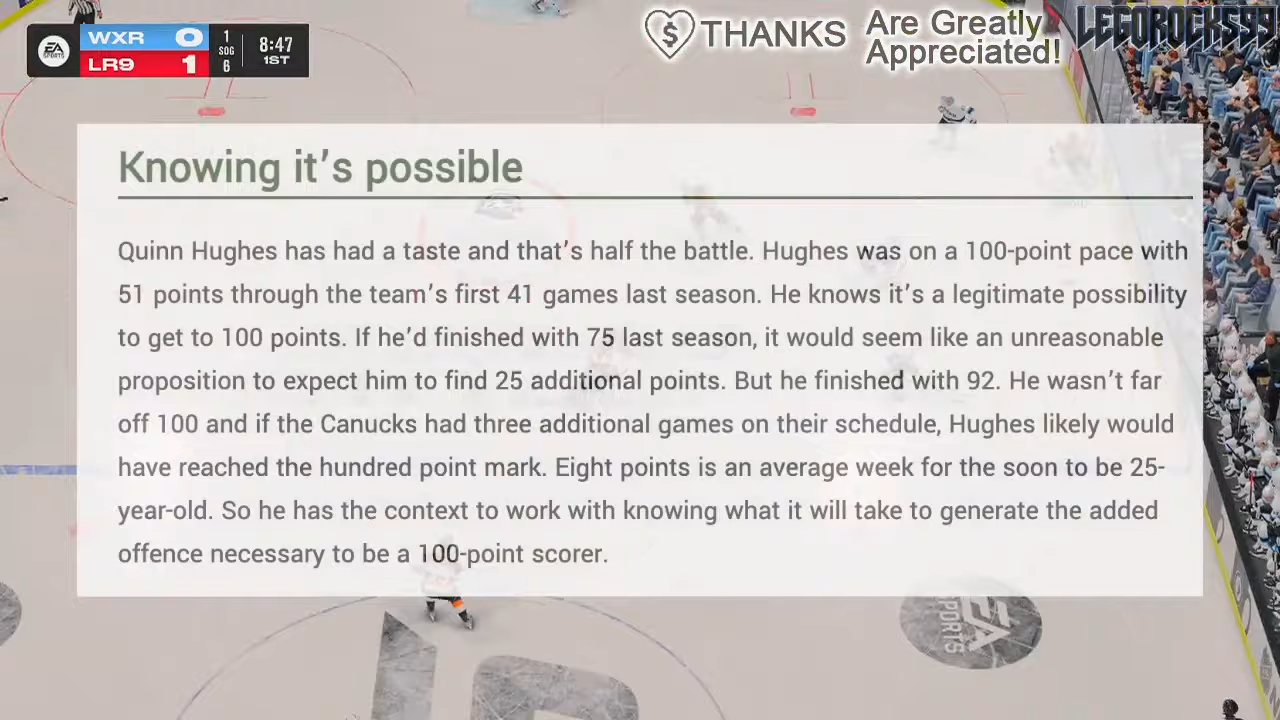 WXR 0
LR9 1
1
SOG
6
8:47
1ST
EA
SPORTS
THANKS
Are Greatly
Appreciated!
LEGOROCKS99
Knowing it's possible
Quinn Hughes has had a taste and that's half the battle. Hughes was on a 100-point pace with
51 points through the team's first 41 games last season. He knows it's a legitimate possibility
to get to 100 points. If he'd finished with 75 last season, it would seem like an unreasonable
proposition to expect him to find 25 additional points. But he finished with 92. He wasn't far
off 100 and if the Canucks had three additional games on their schedule, Hughes likely would
have reached the hundred point mark. Eight points is an average week for the soon to be 25-
year-old. So he has the context to work with knowing what it will take to generate the added
offence necessary to be a 100-point scorer.
EA
SPORTS